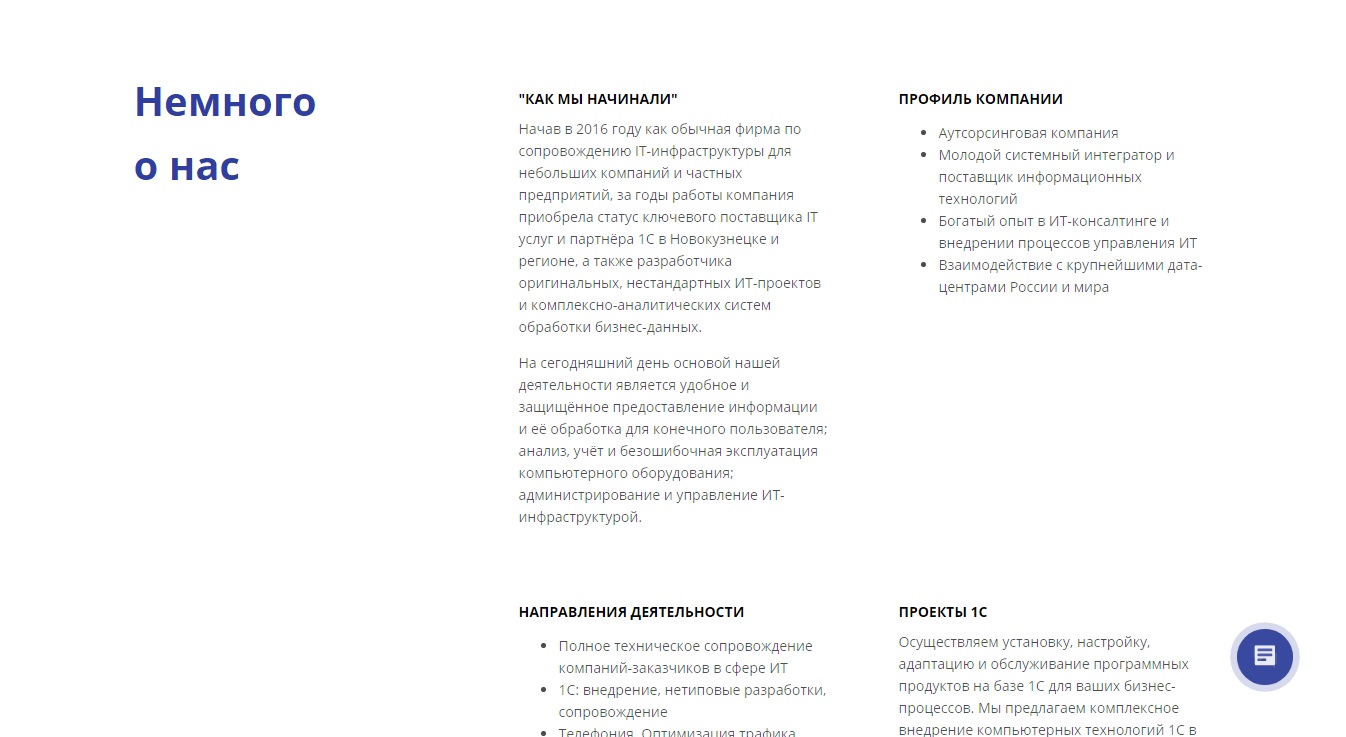 Немного
о нас
"КАК МЫ НАЧИНАЛИ"
Начав в 2016 году как обычная фирма по
сопровождению IT-инфраструктуры для
небольших компаний и частных
предприятий, за годы работы компания
приобрела статус ключевого поставщика IT
услуг и партнёра 1С в Новокузнецке и
регионе, а также разработчика
оригинальных, нестандартных ИТ-проектов
и комплексно-аналитических систем
обработки бизнес-данных.
На сегодняшний день основой нашей
деятельности является удобное и
защищённое предоставление информации
и её обработка для конечного пользователя;
анализ, учёт и безошибочная эксплуатация
компьютерного оборудования;
администрирование и управление ИТ-
инфраструктурой.
ПРОФИЛЬ КОМПАНИИ
Аутсорсинговая компания
Молодой системный интегратор и
поставщик информационных
технологий
Богатый опыт в ИТ-консалтинге и
внедрении процессов управления ИТ
Взаимодействие с крупнейшими дата-
центрами России и мира
НАПРАВЛЕНИЯ ДЕЯТЕЛЬНОСТИ
Полное техническое сопровождение
компаний-заказчиков в сфере ИТ
1С: внедрение, нетиповые разработки,
сопровождение
Телефония. Оптимизация трафика
ПРОЕКТЫ 1С
Осуществляем установку, настройку,
адаптацию и обслуживание программных
продуктов на базе 1С для ваших бизнес-
процессов. Мы предлагаем комплексное
внедрение компьютерных технологий 1С в